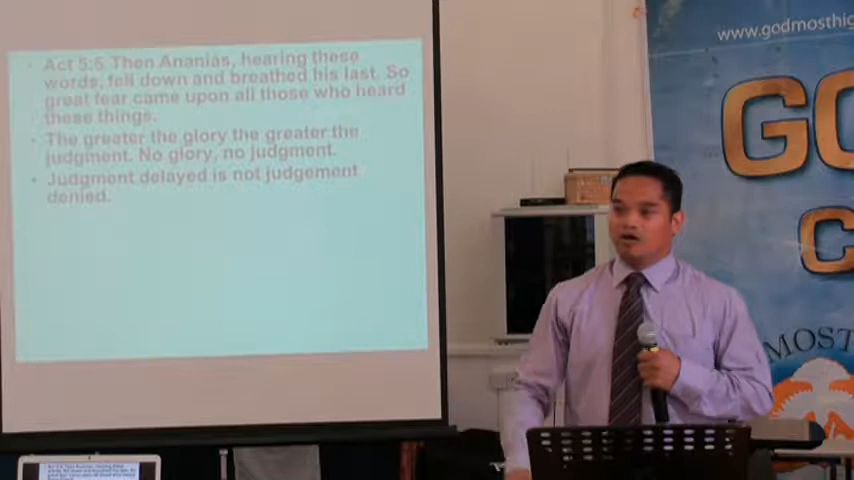 Act 5:5 Then Ananias, hearing these
words, fell down and breathed his last. So
great fear came upon all those who heard
these things.
The greater the glory the greater the
judgment. No glory, no judgment.
Judgment Delayed is not Judgement
denied.
www.godmosthig
GO
C
MOST